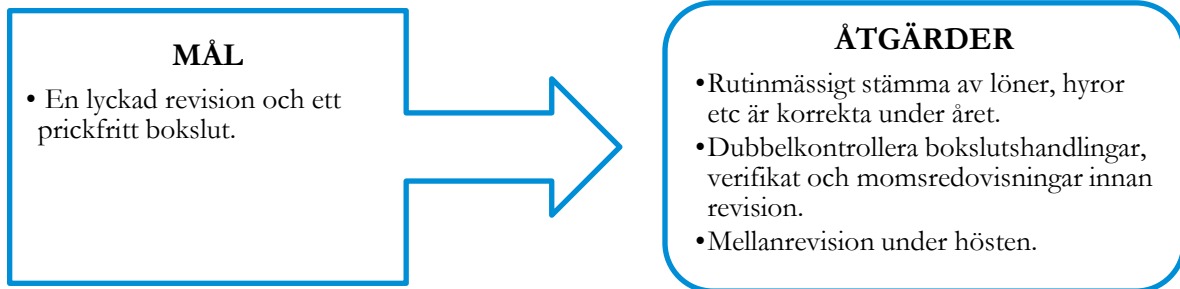 MÅL
• En lyckad revision och ett
prickfritt bokslut.
ÅTGÄRDER
•Rutinmässigt stämma av löner, hyror
etc är korrekta under året.
•Dubbelkontrollera bokslutshandlingar,
verifikat och momsredovisningar innan
revision.
•Mellanrevision under hösten.